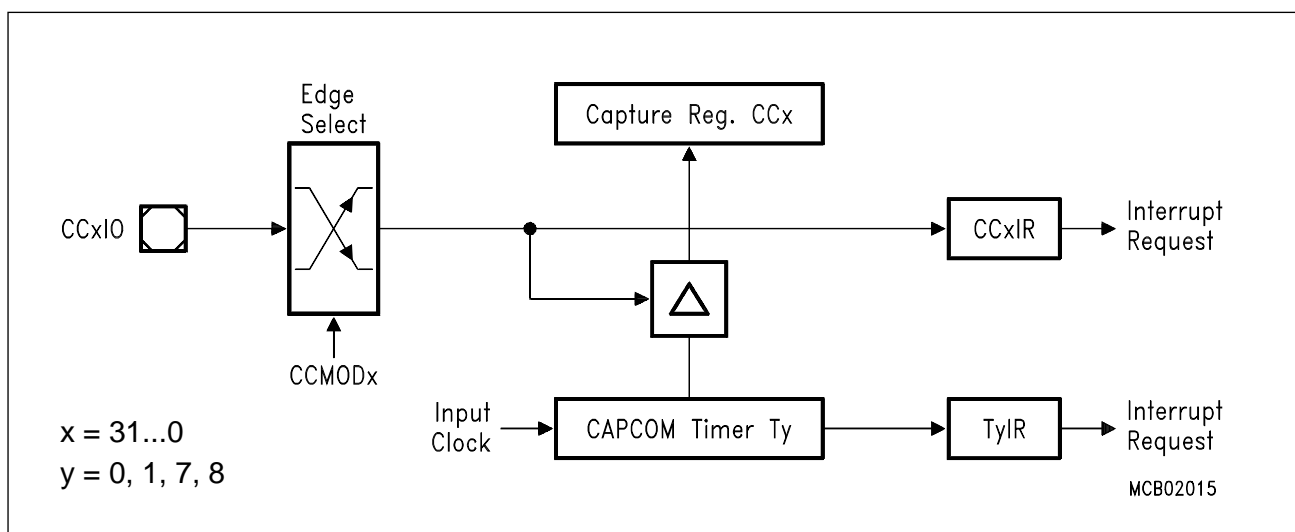 Edge
Select
Capture Reg. CCx
CCxIO
CCxIR
Interrupt
Request
CCMODx
Input
Clock
CAPCOM Timer Ty
TyIR
Interrupt
Request
x = 31...0
y = 0, 1, 7, 8
MCB02015